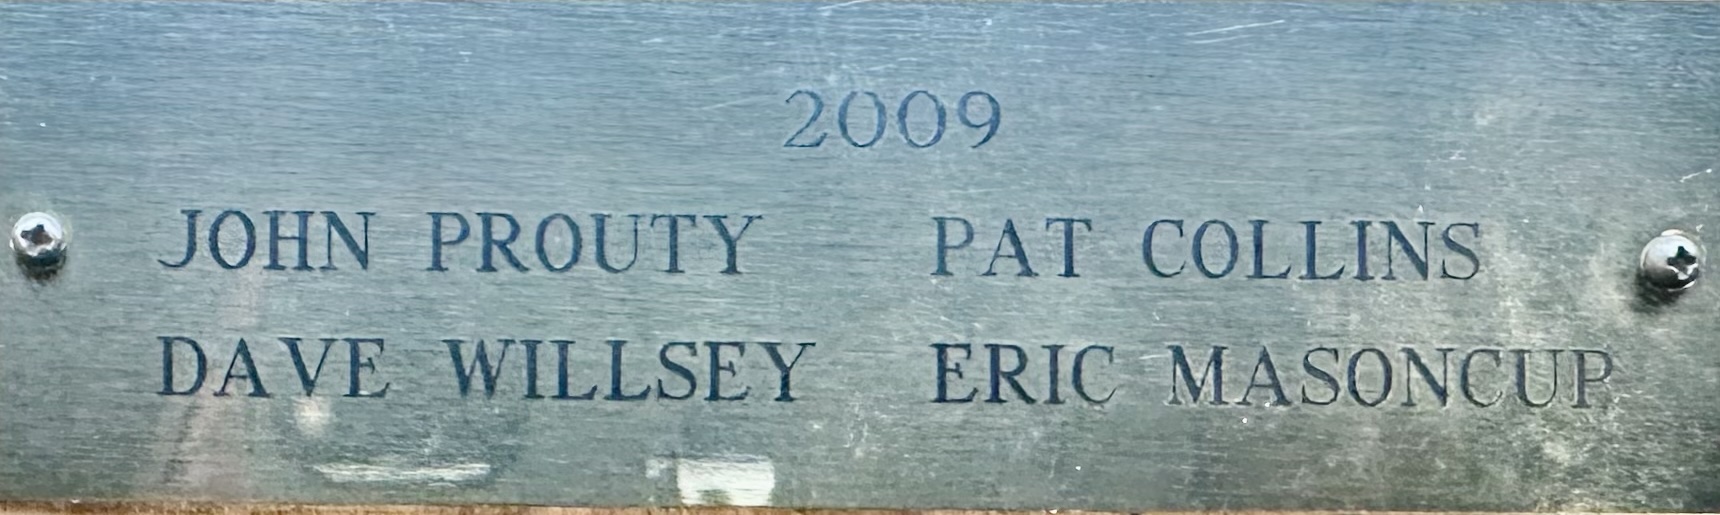 2009
JOHN PROUTY PAT COLLINS
DAVE WILLSEY ERIC MASONCUP